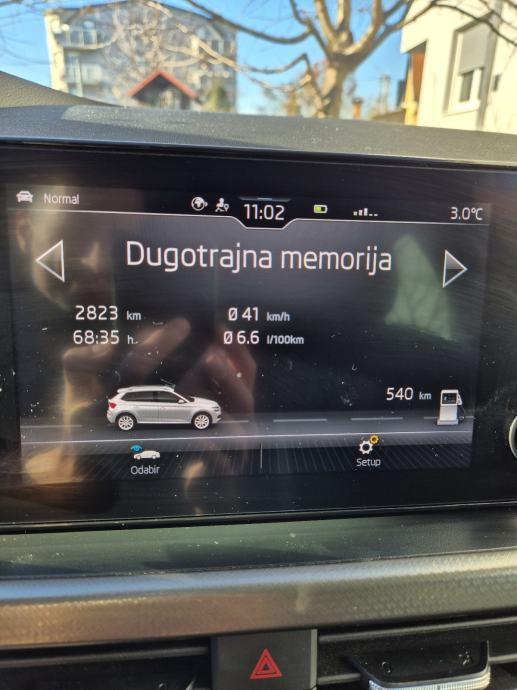 Normal
11:02
3.0°C
Dugotrajna memorija
2823 km Ø 41 km/h
68:35 h. Ø 6.6 l/100km
540 km
Odabir Setup